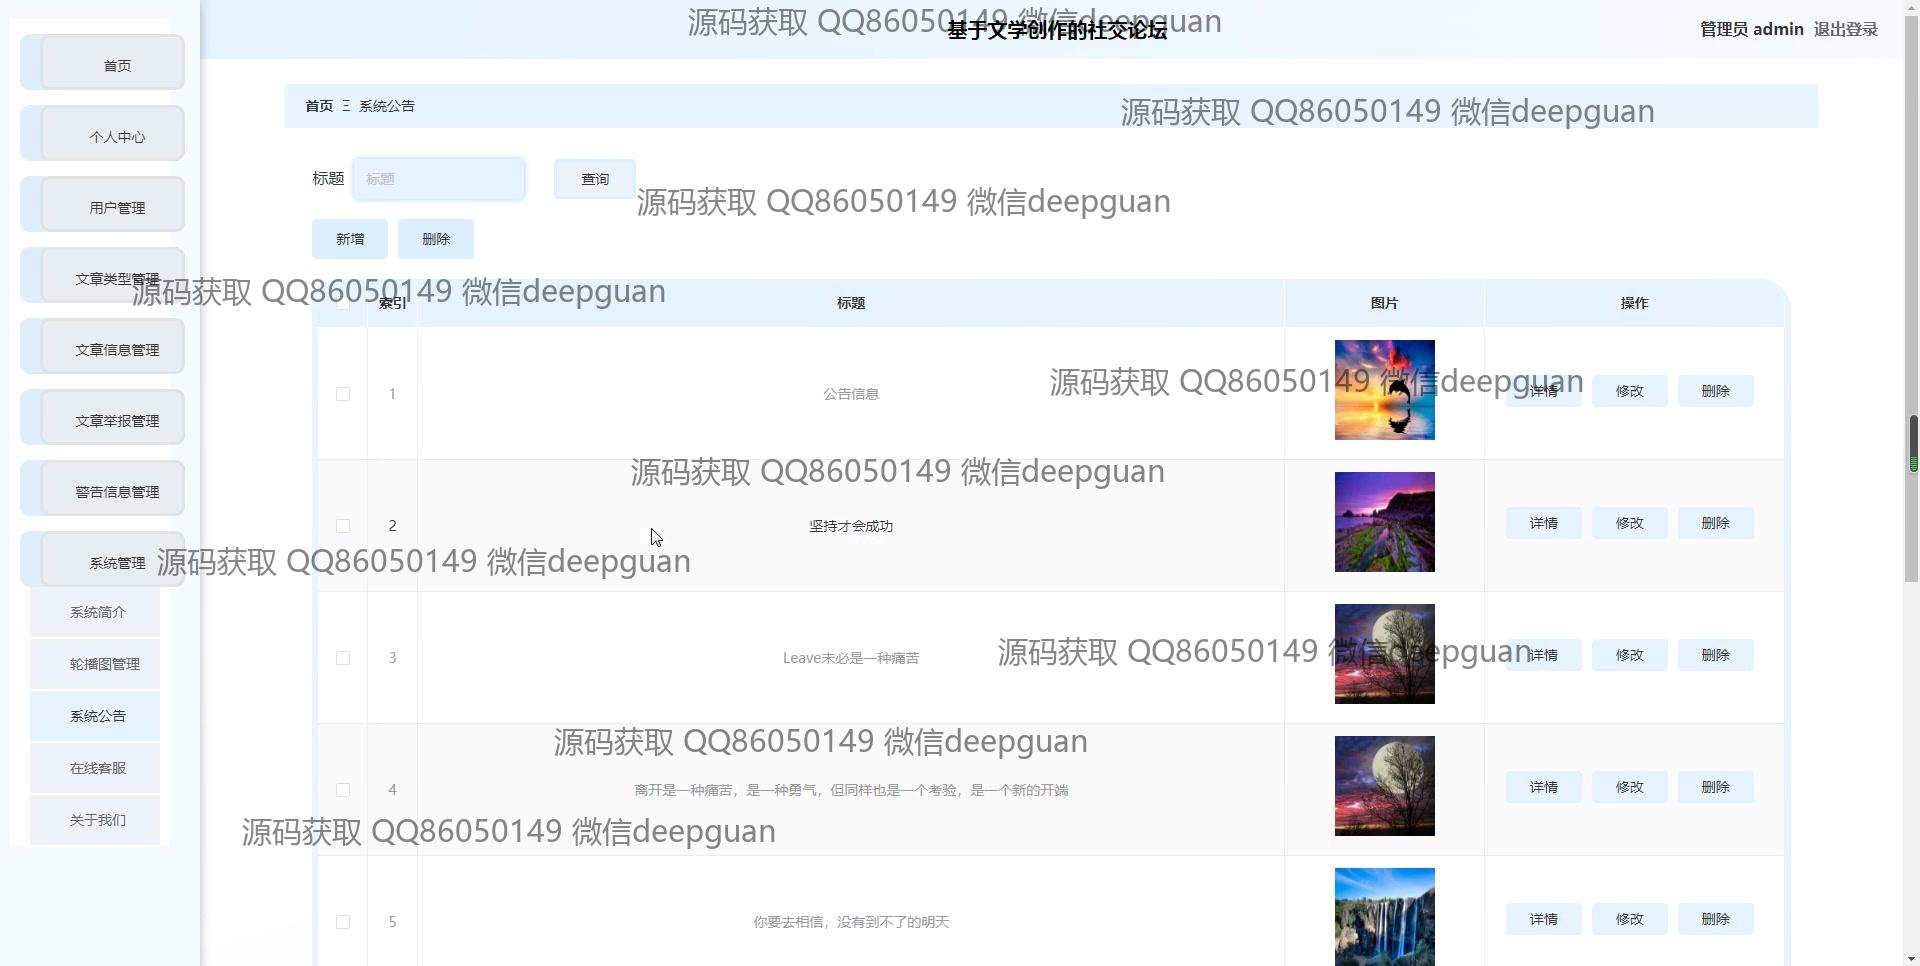 源码获取 QQ86050149 微信deepguan
基于文学创作的社交论坛
管理员 admin 退出登录
首页
个人中心
用户管理
文章类型管理
文章信息管理
文章举报管理
警告信息管理
系统管理
系统简介
轮播图管理
系统公告
在线客服
关于我们
首页 Ξ 系统公告
源码获取 QQ86050149 微信deepguan
标题 标题 查询
源码获取 QQ86050149 微信deepguan
新增 删除
源码获取 QQ86050149 微信deepguan
索引 标题 图片 操作
源码获取 QQ86050149 微信deepguan
1 公告信息 详情 修改 删除
源码获取 QQ86050149 微信deepguan
2 坚持才会成功 详情 修改 删除
源码获取 QQ86050149 微信deepguan
3 Leave未必是一种痛苦 详情 修改 删除
源码获取 QQ86050149 微信deepguan
源码获取 QQ86050149 微信deepguan
4 离开是一种痛苦，是一种勇气，但同样也是一个考验，是一个新的开端 详情 修改 删除
源码获取 QQ86050149 微信deepguan
5 你要去相信，没有到不了的明天 详情 修改 删除